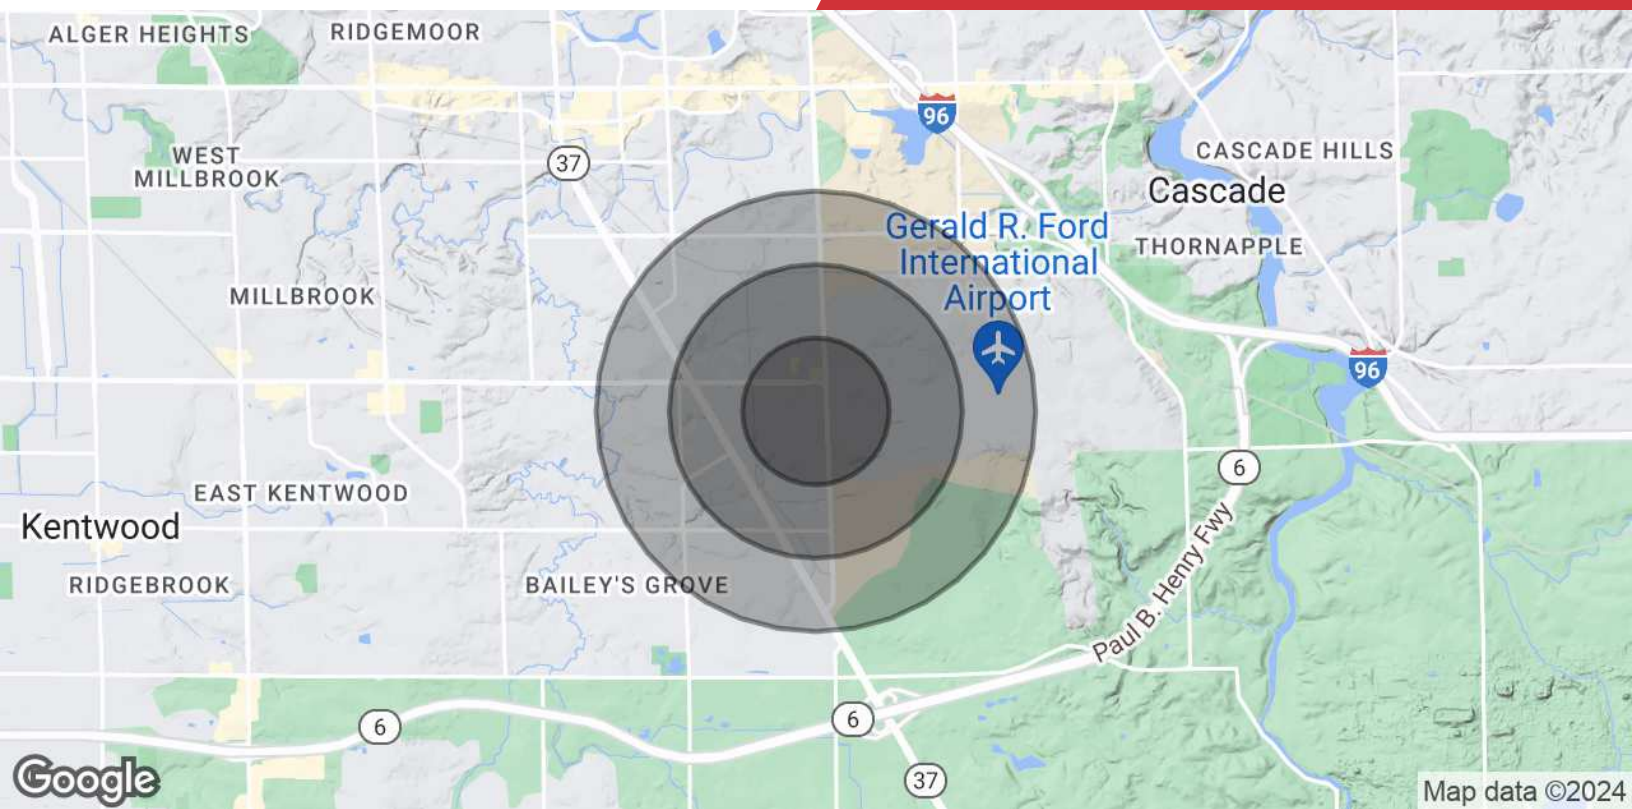 ALGER HEIGHTS
RIDGEMOOR
96
37
WEST
MILLBROOK
CASCADE HILLS
Cascade
Gerald R. Ford
International
Airport
THORNAPPLE
MILLBROOK
96
6
EAST KENTWOOD
Kentwood
RIDGEBROOK
BAILEY'S GROVE
Paul B. Henry Fwy
6
6
37
Google
Map data ©2024